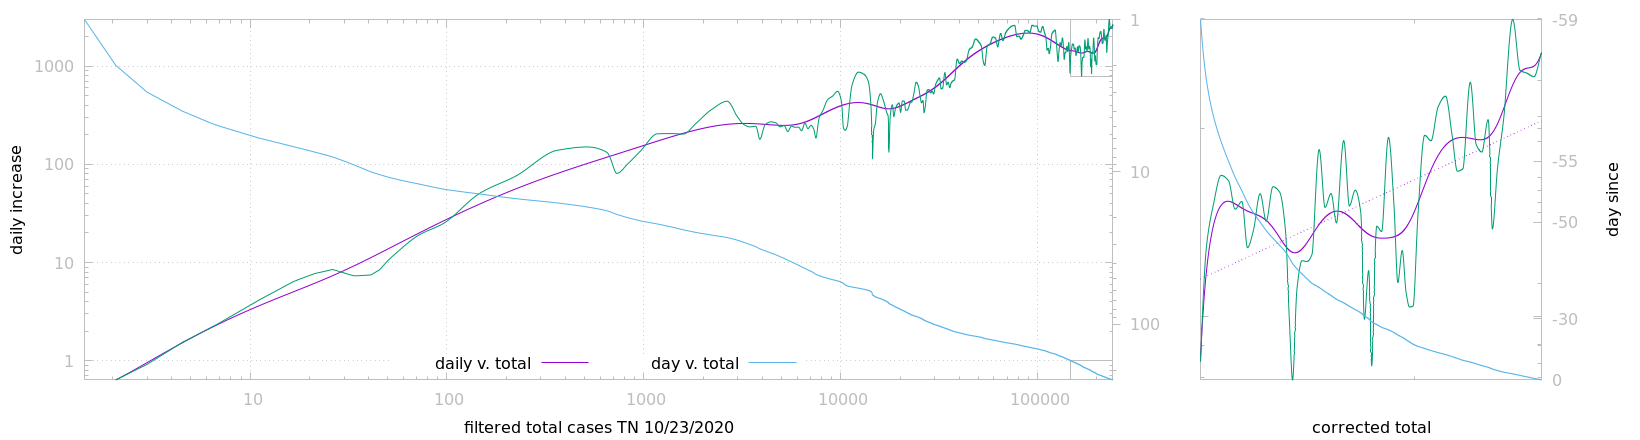 daily increase
1000
100
10
1
10
100
1000
10000
100000
filtered total cases TN 10/23/2020
daily v. total
day v. total
1
10
100
-59
-55
-50
-30
0
day since
corrected total